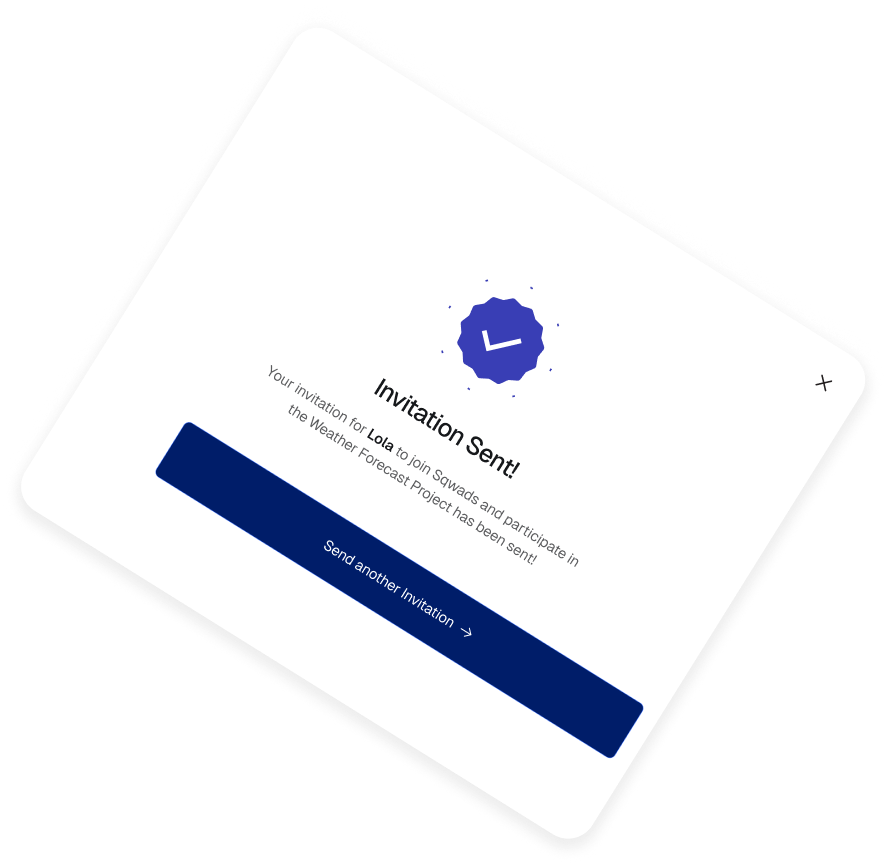 Invitation Sent!
Your invitation for Lola to join Sqwads and participate in
the Weather Forecast Project has been sent!
Send another Invitation →